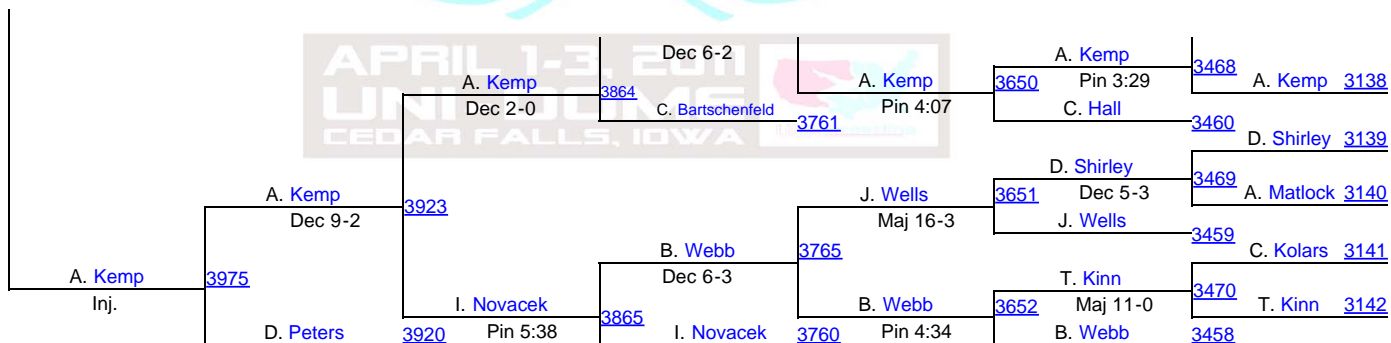 APRIL 1-3, 2011
UNI-DOME
CEDAR FALLS, IOWA
Dec 6-2
A. Kemp
3468
A. Kemp 3138
A. Kemp
Dec 2-0
3864
C. Bartschenfeld
3761
A. Kemp
Pin 4:07
3650
Pin 3:29
C. Hall
3460
D. Shirley 3139
D. Shirley
3469
A. Matlock 3140
A. Kemp
Dec 9-2
3923
J. Wells
Maj 16-3
3651
Dec 5-3
J. Wells
3459
C. Kolars 3141
B. Webb
Dec 6-3
3765
T. Kinn
3470
T. Kinn 3142
A. Kemp
Inj.
3975
I. Novacek
Pin 5:38
3865
B. Webb
Pin 4:34
3652
Maj 11-0
D. Peters
3920
I. Novacek
3760
B. Webb
3458